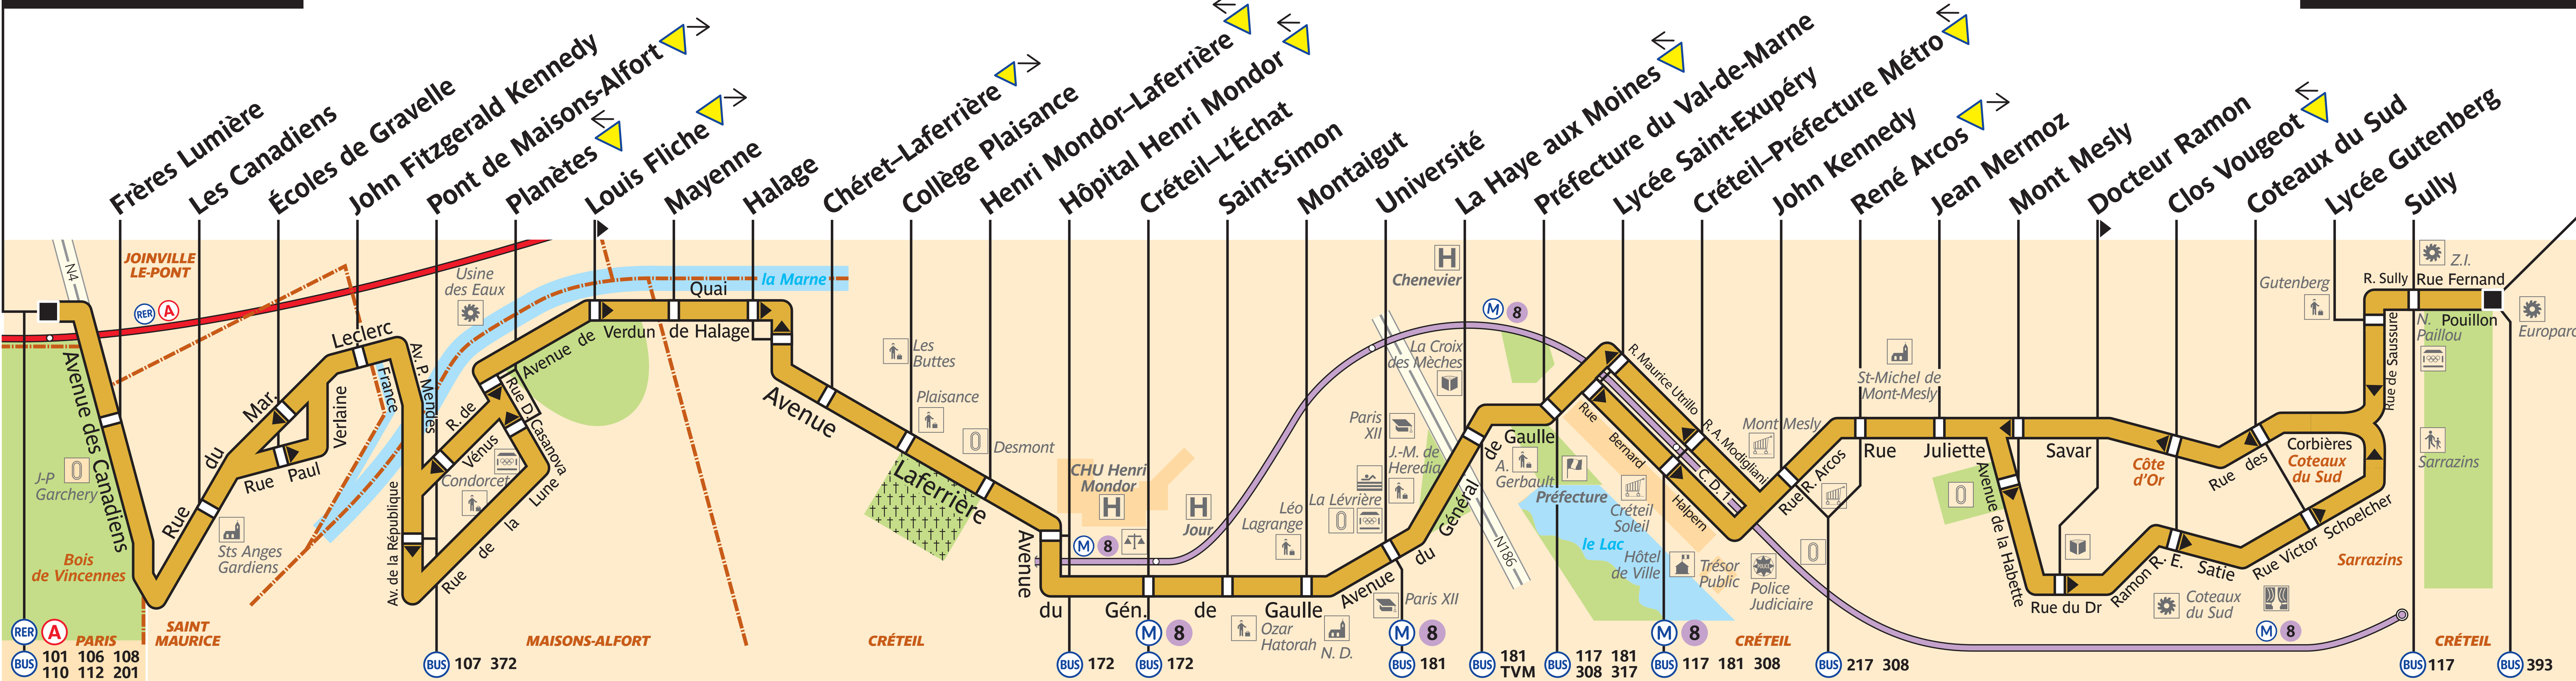 Frères Lumière
Les Canadiens
Écoles de Gravelle
John Fitzgerald Kennedy
Pont de Maisons-Alfort
Planètes
Louis Fliche
Mayenne
Halage
Chéret–Laferrière
Collège Plaisance
Henri Mondor–Laferrière
Hôpital Henri Mondor
Créteil–L'Échat
Saint-Simon
Montaigut
Université
La Haye aux Moines
Préfecture du Val-de-Marne
Lycée Saint-Exupéry
Créteil–Préfecture Métro
John Kennedy
René Arcos
Jean Mermoz
Mont Mesly
Docteur Ramon
Clos Vougeot
Coteaux du Sud
Lycée Gutenberg
Sully
N4
JOINVILLE
LE-PONT
RER A
Avenue des Canadiens
J-P
Garchery
Bois
de Vincennes
RER A
PARIS
BUS 101 106 108
110 112 201
SAINT
MAURICE
Rue du Mar. Leclerc
Rue Paul Verlaine
Sts Anges
Gardiens
France
Av. P. Mendès
Av. de la République
Usine
des Eaux
R. de Vénus
Condorcet
Rue D. Casanova
Rue de la Lune
BUS 107 372
MAISONS-ALFORT
Avenue de Verdun
Quai
de Halage
la Marne
Avenue
Laferrière
Les
Buttes
Plaisance
Desmont
CRÉTEIL
CHU Henri
Mondor
H
M 8
H
Jour
Avenue
du Gén. de Gaulle
BUS 172
M 8
BUS 172
Léo
Lagrange
La Lévrière
Ozar
Hatorah
N. D.
Paris
XII
J.-M. de
Heredia
Paris XII
M 8
BUS 181
H
Chenevier
La Croix
des Mèches
M 8
Avenue du Général de Gaulle
N186
BUS 181
TVM
A.
Gerbault
Préfecture
le Lac
BUS 117 181
308 317
Rue Bernard Halpern
R. Maurice Utrillo
R. A. Modigliani
C. D. 1
Créteil
Soleil
Hôtel
de Ville
Trésor
Public
Police
Judiciaire
M 8
BUS 117 181 308
CRÉTEIL
Mont Mesly
Rue R. Arcos
BUS 217 308
St-Michel de
Mont-Mesly
Rue Juliette Savar
Avenue de la Habette
Rue du Dr Ramon
R. E. Satie
Côte
d'Or
Rue des Corbières
Coteaux
du Sud
Rue Victor Schoelcher
Coteaux
du Sud
M 8
Sarrazins
Gutenberg
Rue de Saussure
R. Sully
Rue Fernand
Pouillon
Z.I.
N.
Paillou
Sarrazins
Europarc
BUS 117
CRÉTEIL
BUS 393